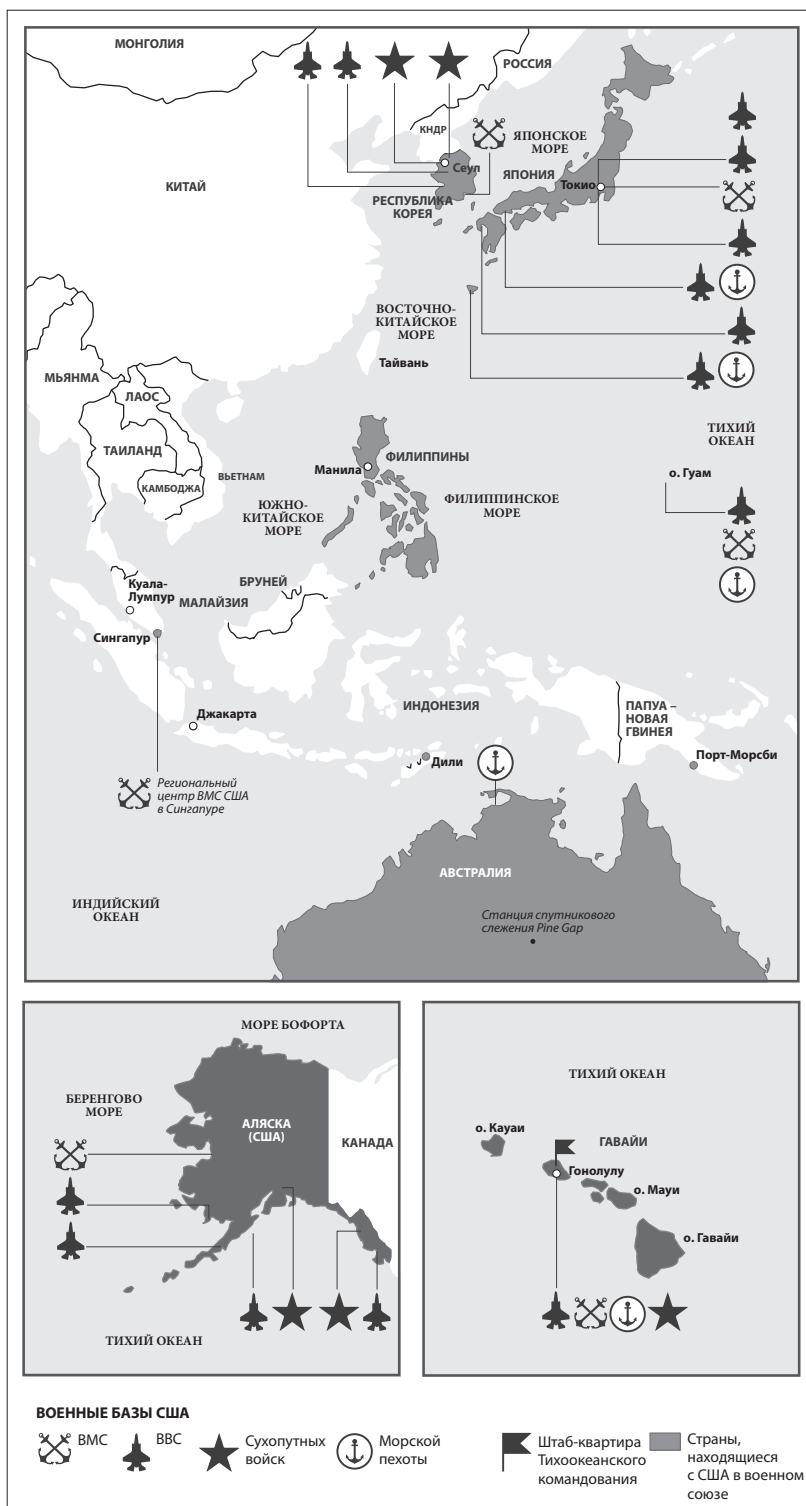 МОНГОЛИЯ
РОССИЯ
КНДР
ЯПОНСКОЕ
МОРЕ
Сеул
КИТАЙ
ЯПОНИЯ
Токио
РЕСПУБЛИКА
КОРЕЯ
ВОСТОЧНО-
КИТАЙСКОЕ
МОРЕ
Тайвань
МЬЯНМА
ЛАОС
ТАИЛАНД
КАМБОДЖА
ВЬЕТНАМ
Манила
ФИЛИППИНЫ
ТИХИЙ
ОКЕАН
о. Гуам
ЮЖНО-
КИТАЙСКОЕ
МОРЕ
ФИЛИППИНСКОЕ
МОРЕ
Куала-
Лумпур
БРУНЕЙ
МАЛАЙЗИЯ
Сингапур
Джакарта
ИНДОНЕЗИЯ
ПАПУА –
НОВАЯ
ГВИНЕЯ
Дили
Порт-Морсби
Региональный
центр ВМС США
в Сингапуре
АВСТРАЛИЯ
ИНДИЙСКИЙ
ОКЕАН
Станция спутникового
слежения Pine Gap
МОРЕ БОФОРТА
БЕРЕНГОВО
МОРЕ
АЛЯСКА
(США)
КАНАДА
ТИХИЙ ОКЕАН
ТИХИЙ ОКЕАН
о. Кауаи
ГАВАЙИ
Гонолулу
о. Мауи
о. Гавайи
ВОЕННЫЕ БАЗЫ США
ВМС
ВВС
Сухопутных
войск
Морской
пехоты
Штаб-квартира
Тихоокеанского
командования
Страны,
находящиеся
с США в военном
союзе